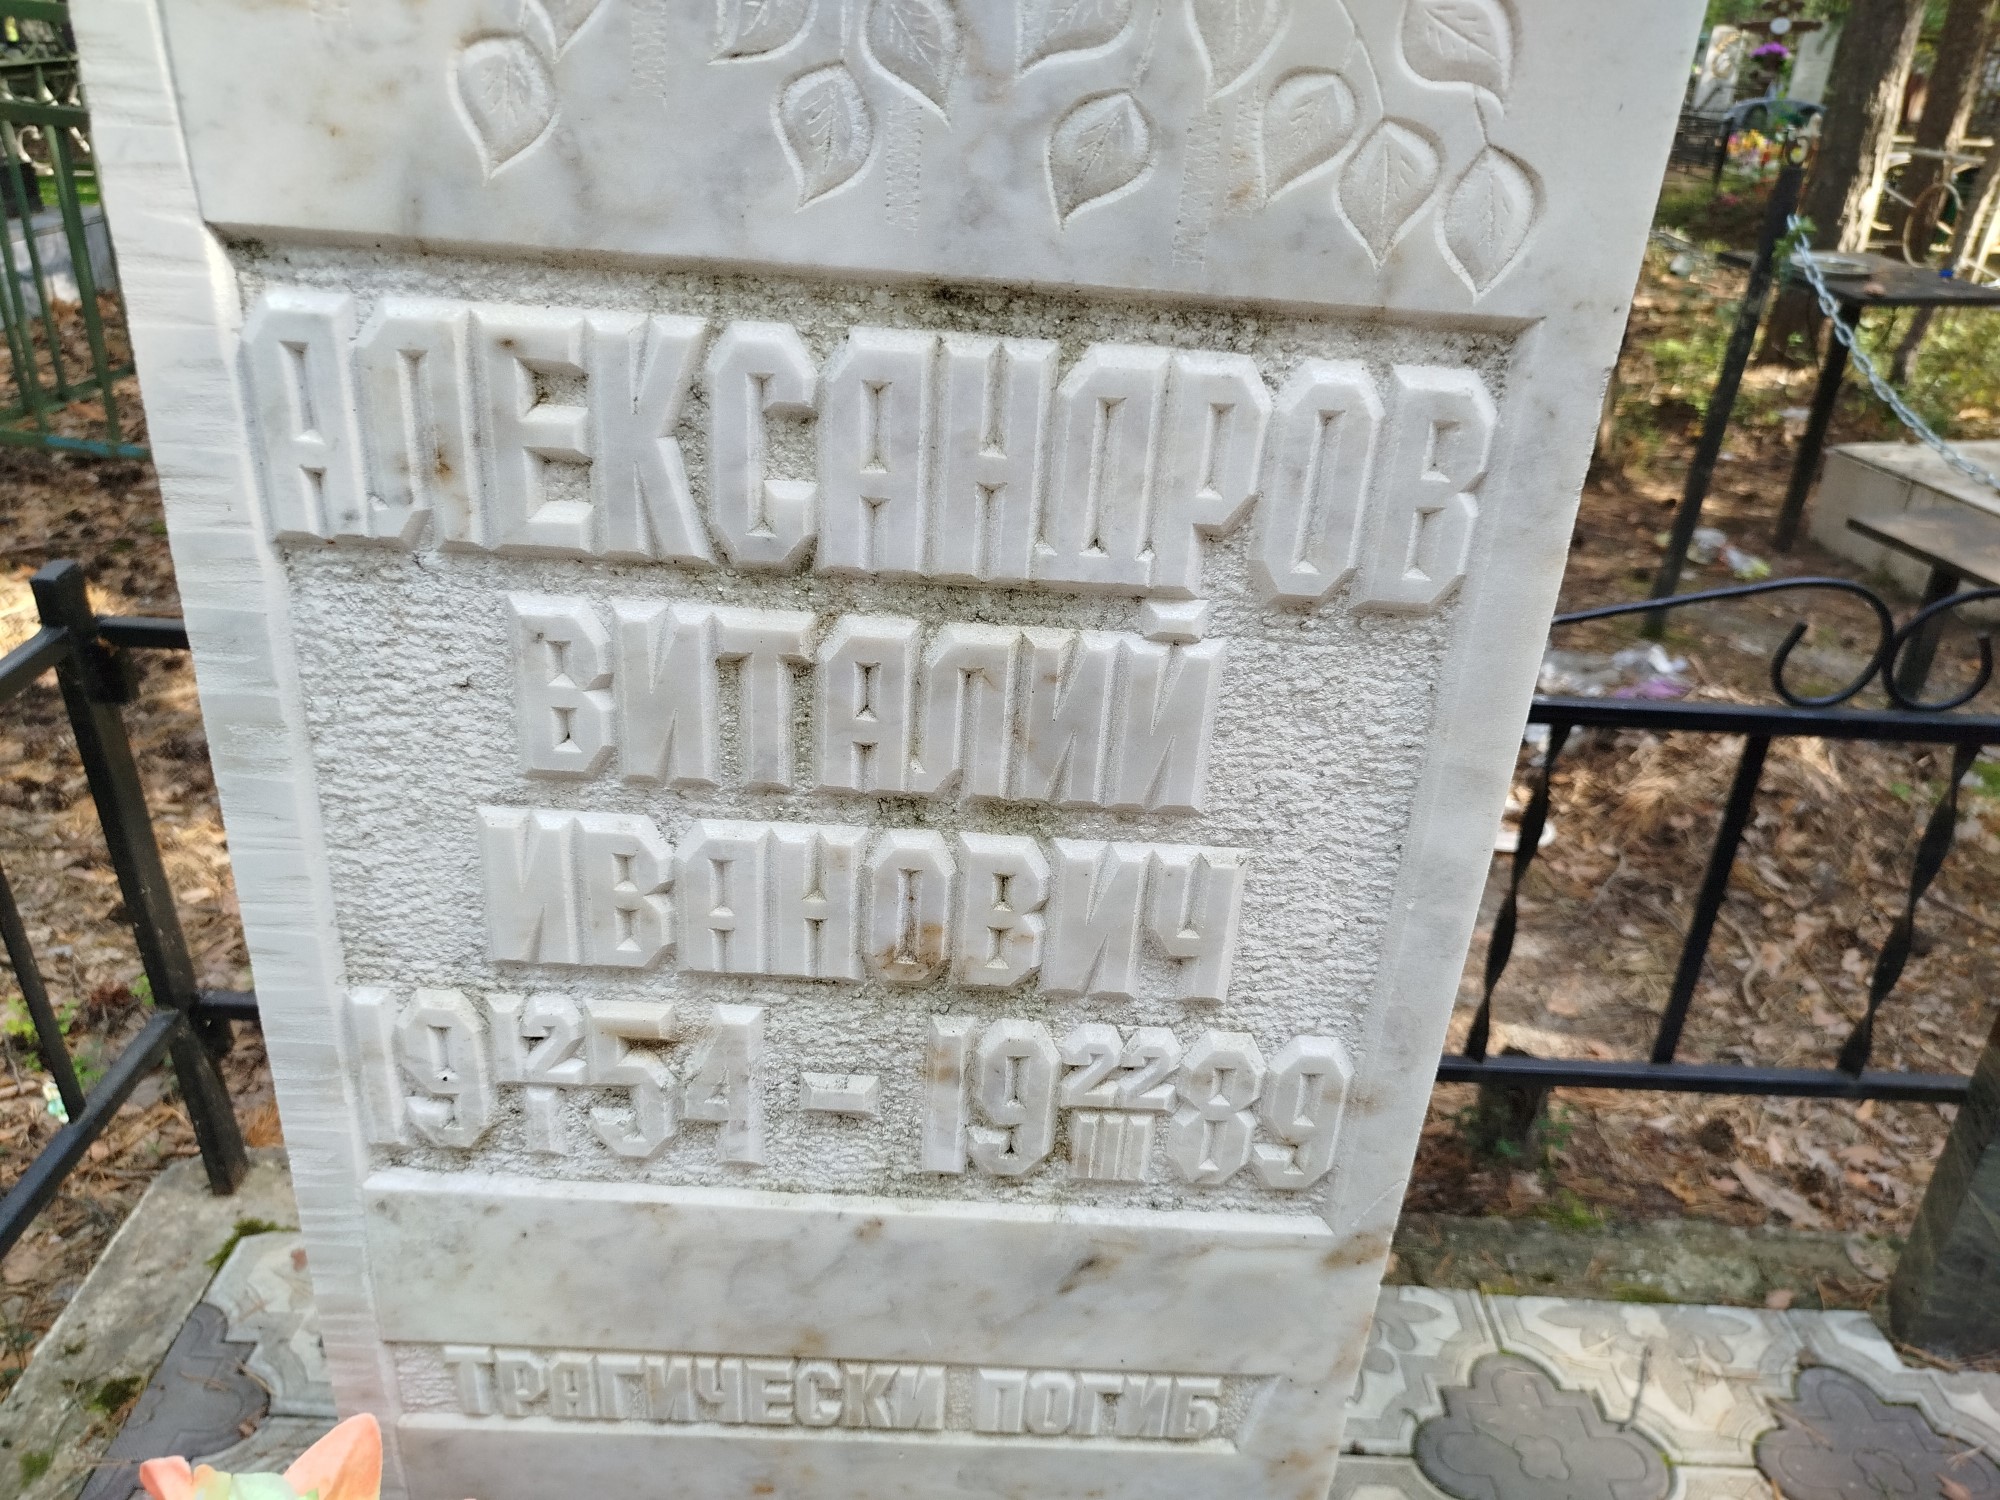 АЛЕКСАНДРОВ
ВИТАЛИЙ
ИВАНОВИЧ
19 12/I 54 - 19 22/III 89
ТРАГИЧЕСКИ ПОГИБ